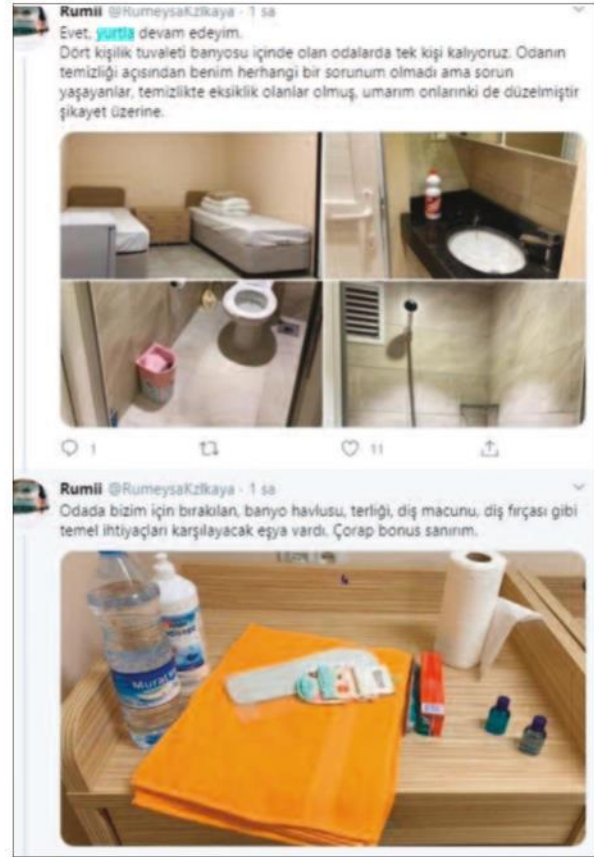 Rumii @RumeysaKzlkaya · 1 sa
Evet, yurtla devam edeyim.
Dört kişilik tuvaleti banyosu içinde olan odalarda tek kişi kalıyoruz. Odanın
temizliği açısından benim herhangi bir sorunum olmadı ama sorun
yaşayanlar, temizlikte eksiklik olanlar olmuş, umarım onlarınki de düzelmiştir
şikayet üzerine.
1
11
Rumii @RumeysaKzlkaya · 1 sa
Odada bizim için bırakılan, banyo havlusu, terliği, diş macunu, diş fırçası gibi
temel ihtiyaçları karşılayacak eşya vardı. Çorap bonus sanırım.